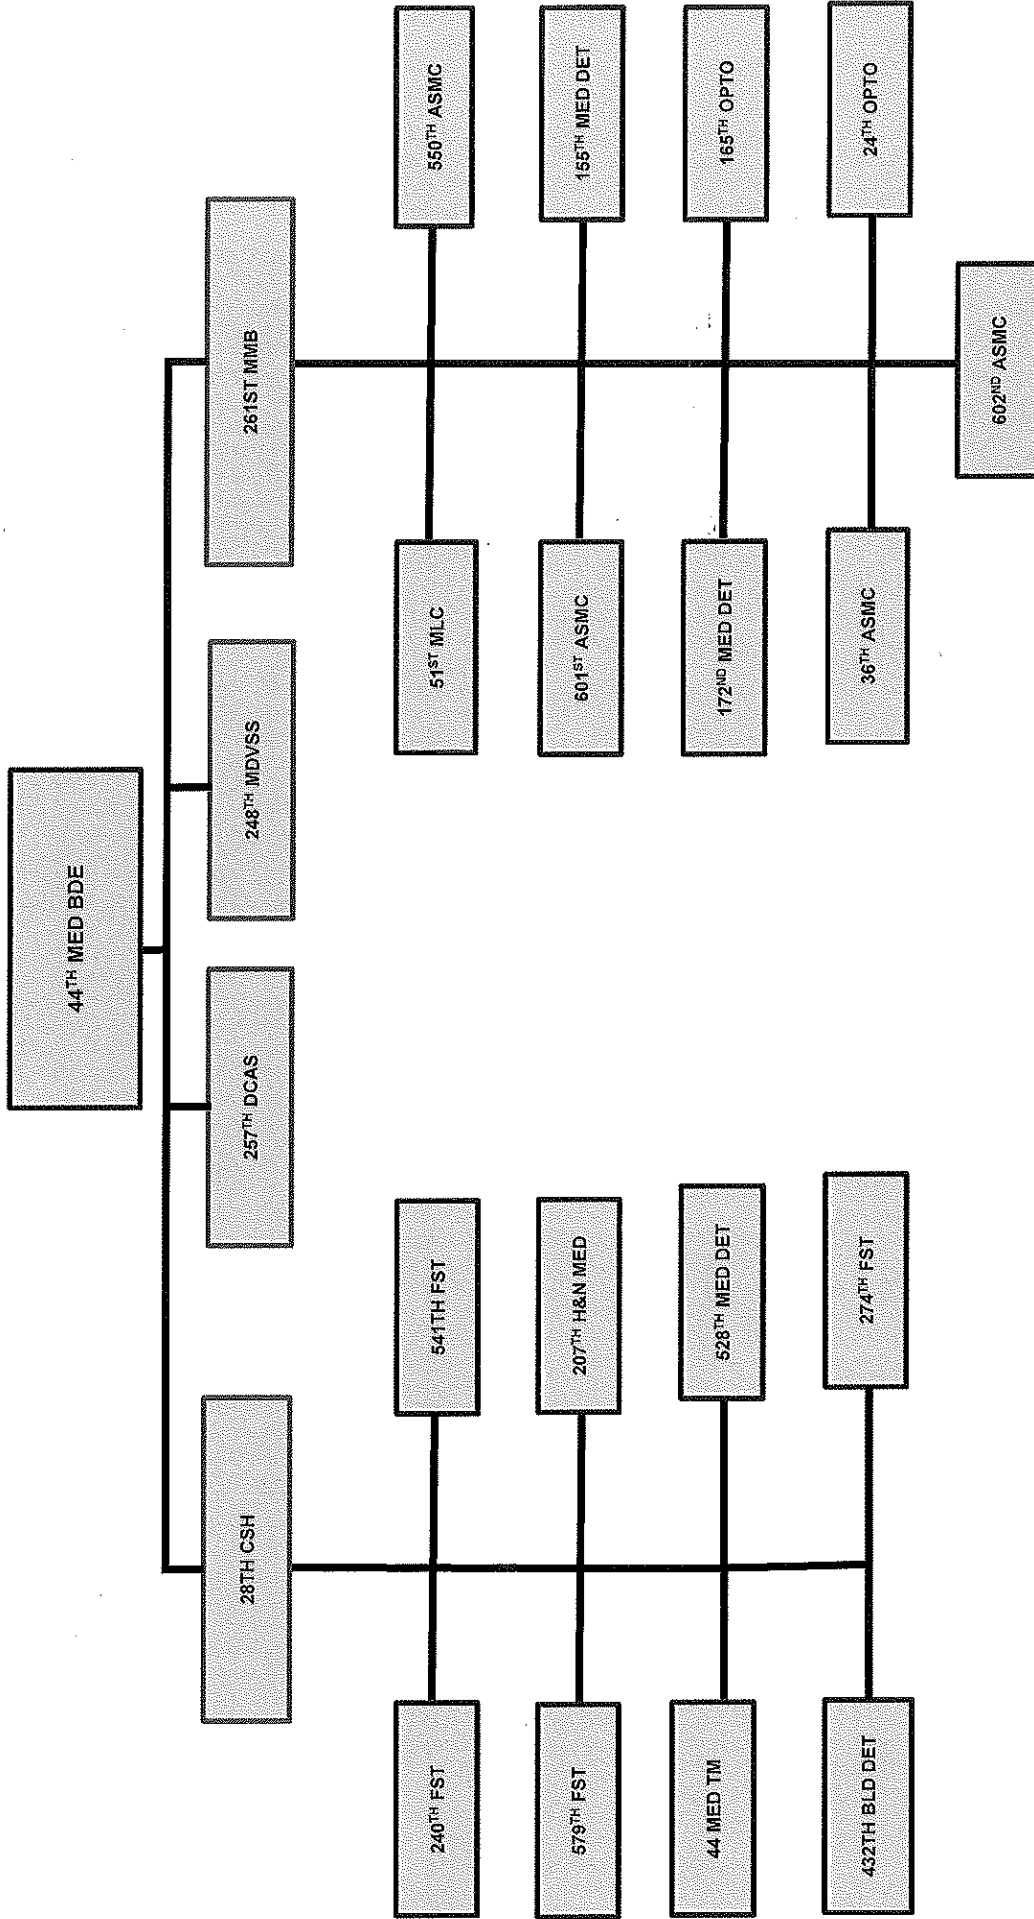 44TH MED BDE
28TH CSH
257TH DCAS
248TH MDVSS
261ST MMB
240TH FST
541TH FST
51ST MLC
550TH ASMC
579TH FST
207TH H&N MED
601ST ASMC
155TH MED DET
44 MED TM
528TH MED DET
172ND MED DET
165TH OPTO
432TH BLD DET
274TH FST
36TH ASMC
24TH OPTO
602ND ASMC